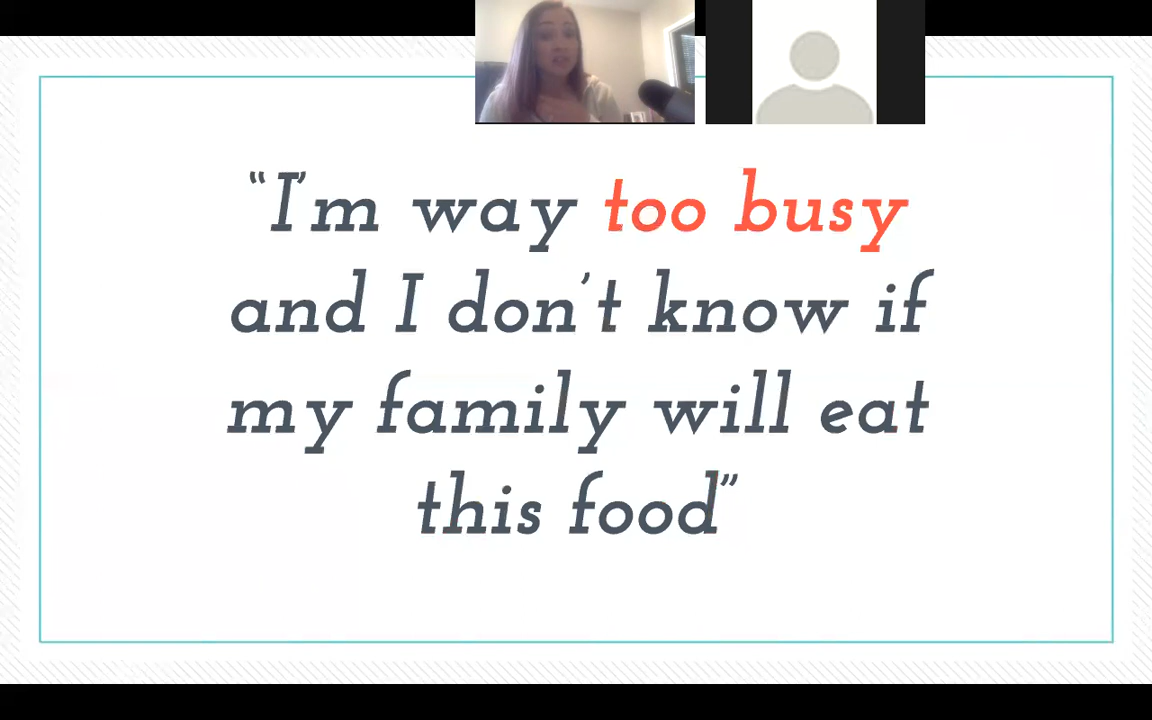 “I’m way too busy
and I don’t know if
my family will eat
this food”